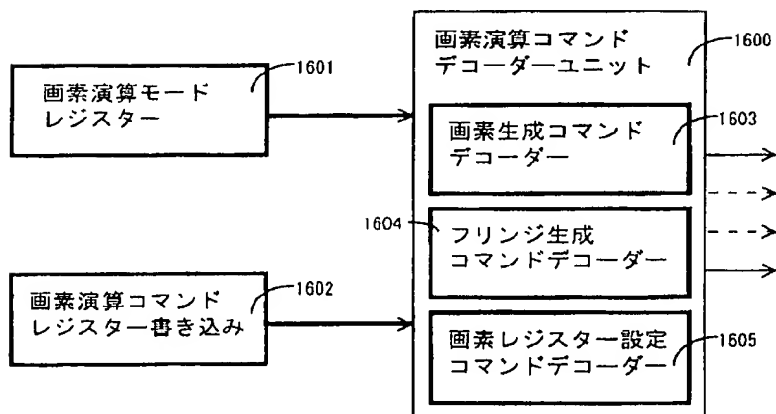 画素演算モード
レジスター
1601
画素演算コマンド
レジスター書き込み
1602
画素演算コマンド
デコーダーユニット
1600
画素生成コマンド
デコーダー
1603
1604
フリンジ生成
コマンドデコーダー
画素レジスター設定
コマンドデコーダー
1605